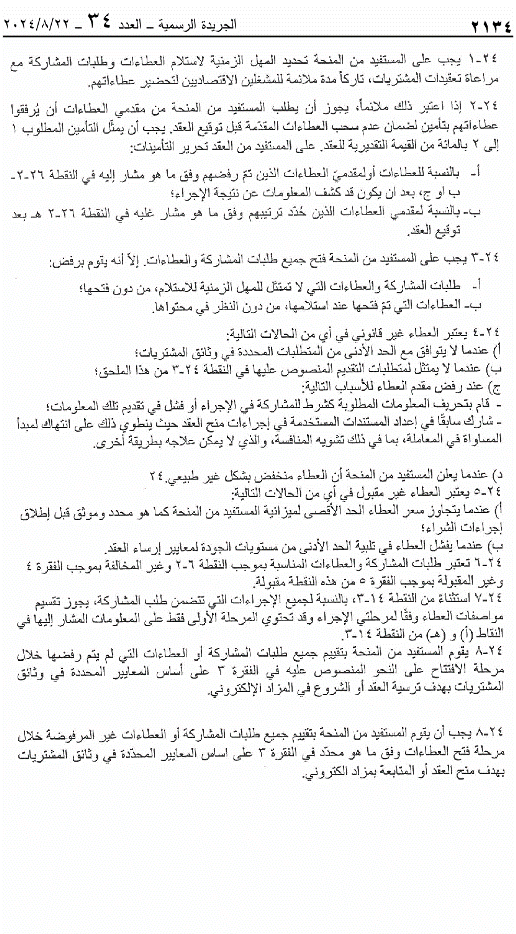 ٢١٣٤ الجريدة الرسمية ـ العدد ٣٤ ـ ٢٠٢٤/٨/٢٢
٢٤-١ يجب على المستفيد من المنحة تحديد المهل الزمنية لاستلام العطاءات وطلبات المشاركة مع
مراعاة تعقيدات المشتريات، تاركاً مدة ملائمة للمشغلين الاقتصاديين لتحضير عطاءاتهم.
٢٤-٢ إذا اعتبر ذلك ملائماً، يجوز أن يطلب المستفيد من المنحة من مقدمي العطاءات أن يُرفقوا
عطاءاتهم بتأمين لضمان عدم سحب العطاءات المقدّمة قبل توقيع العقد. يجب أن يمثّل التأمين المطلوب ١
إلى ٢ بالمائة من القيمة التقديرية للعقد. على المستفيد من العقد تحرير التأمينات:
أ- بالنسبة للعطاءات أولمقدميّ العطاءات الذين تمّ رفضهم وفق ما هو مشار إليه في النقطة ٢٦-٢-
ب او ج، بعد ان يكون قد كشف المعلومات عن نتيجة الإجراء؛
ب- بالنسبة لمقدمي العطاءات الذين حُدّد ترتيبهم وفق ما هو مشار غليه في النقطة ٢٦-٢ هـ بعد
توقيع العقد.
٢٤-٣ يجب على المستفيد من المنحة فتح جميع طلبات المشاركة والعطاءات. إلاّ أنه يقوم برفض:
أ- طلبات المشاركة والعطاءات التي لا تمتثل للمهل الزمنية للاستلام، من دون فتحها؛
ب- العطاءات التي تمّ فتحها عند استلامها، من دون النظر في محتواها.
٢٤-٤ يعتبر العطاء غير قانوني في أي من الحالات التالية:
أ) عندما لا يتوافق مع الحد الأدنى من المتطلبات المحددة في وثائق المشتريات؛
ب) عندما لا يمتثل لمتطلبات التقديم المنصوص عليها في النقطة ٢٤-٣ من هذا الملحق؛
ج) عند رفض مقدم العطاء للأسباب التالية:
- قام بتحريف المعلومات المطلوبة كشرط للمشاركة في الإجراء أو فشل في تقديم تلك المعلومات؛
- شارك سابقًا في إعداد المستندات المستخدمة في إجراءات منح العقد حيث ينطوي ذلك على انتهاك لمبدأ
المساواة في المعاملة، بما في ذلك تشويه المنافسة، والذي لا يمكن علاجه بطريقة أخرى.
د) عندما يعلن المستفيد من المنحة أن العطاء منخفض بشكل غير طبيعي.٢٤
٢٤-٥ يعتبر العطاء غير مقبول في أي من الحالات التالية:
أ) عندما يتجاوز سعر العطاء الحد الأقصى لميزانية المستفيد من المنحة كما هو محدد وموثق قبل إطلاق
إجراءات الشراء؛
ب) عندما يفشل العطاء في تلبية الحد الأدنى من مستويات الجودة لمعايير إرساء العقد.
٢٤-٦ تعتبر طلبات المشاركة والعطاءات المناسبة بموجب النقطة ٦-٢ وغير المخالفة بموجب الفقرة ٤
وغير المقبولة بموجب الفقرة ٥ من هذه النقطة مقبولة.
٢٤-٧ استثناءً من النقطة ١٤-٣، بالنسبة لجميع الإجراءات التي تتضمن طلب المشاركة، يجوز تقسيم
مواصفات العطاء وفقًا لمرحلتي الإجراء وقد تحتوي المرحلة الأولى فقط على المعلومات المشار إليها في
النقاط (أ) و (هـ) من النقطة ١٤-٣.
٢٤-٨ يقوم المستفيد من المنحة بتقييم جميع طلبات المشاركة أو العطاءات التي لم يتم رفضها خلال
مرحلة الافتتاح على النحو المنصوص عليه في الفقرة ٣ على أساس المعايير المحددة في وثائق
المشتريات بهدف ترسية العقد أو الشروع في المزاد الإلكتروني.
٢٤-٨ يجب أن يقوم المستفيد من المنحة بتقييم جميع طلبات المشاركة أو العطاءات غير المرفوضة خلال
مرحلة فتح العطاءات وفق ما هو محدّد في الفقرة ٣ على اساس المعايير المحدّدة في وثائق المشتريات
بهدف منح العقد أو المتابعة بمزاد الكتروني.